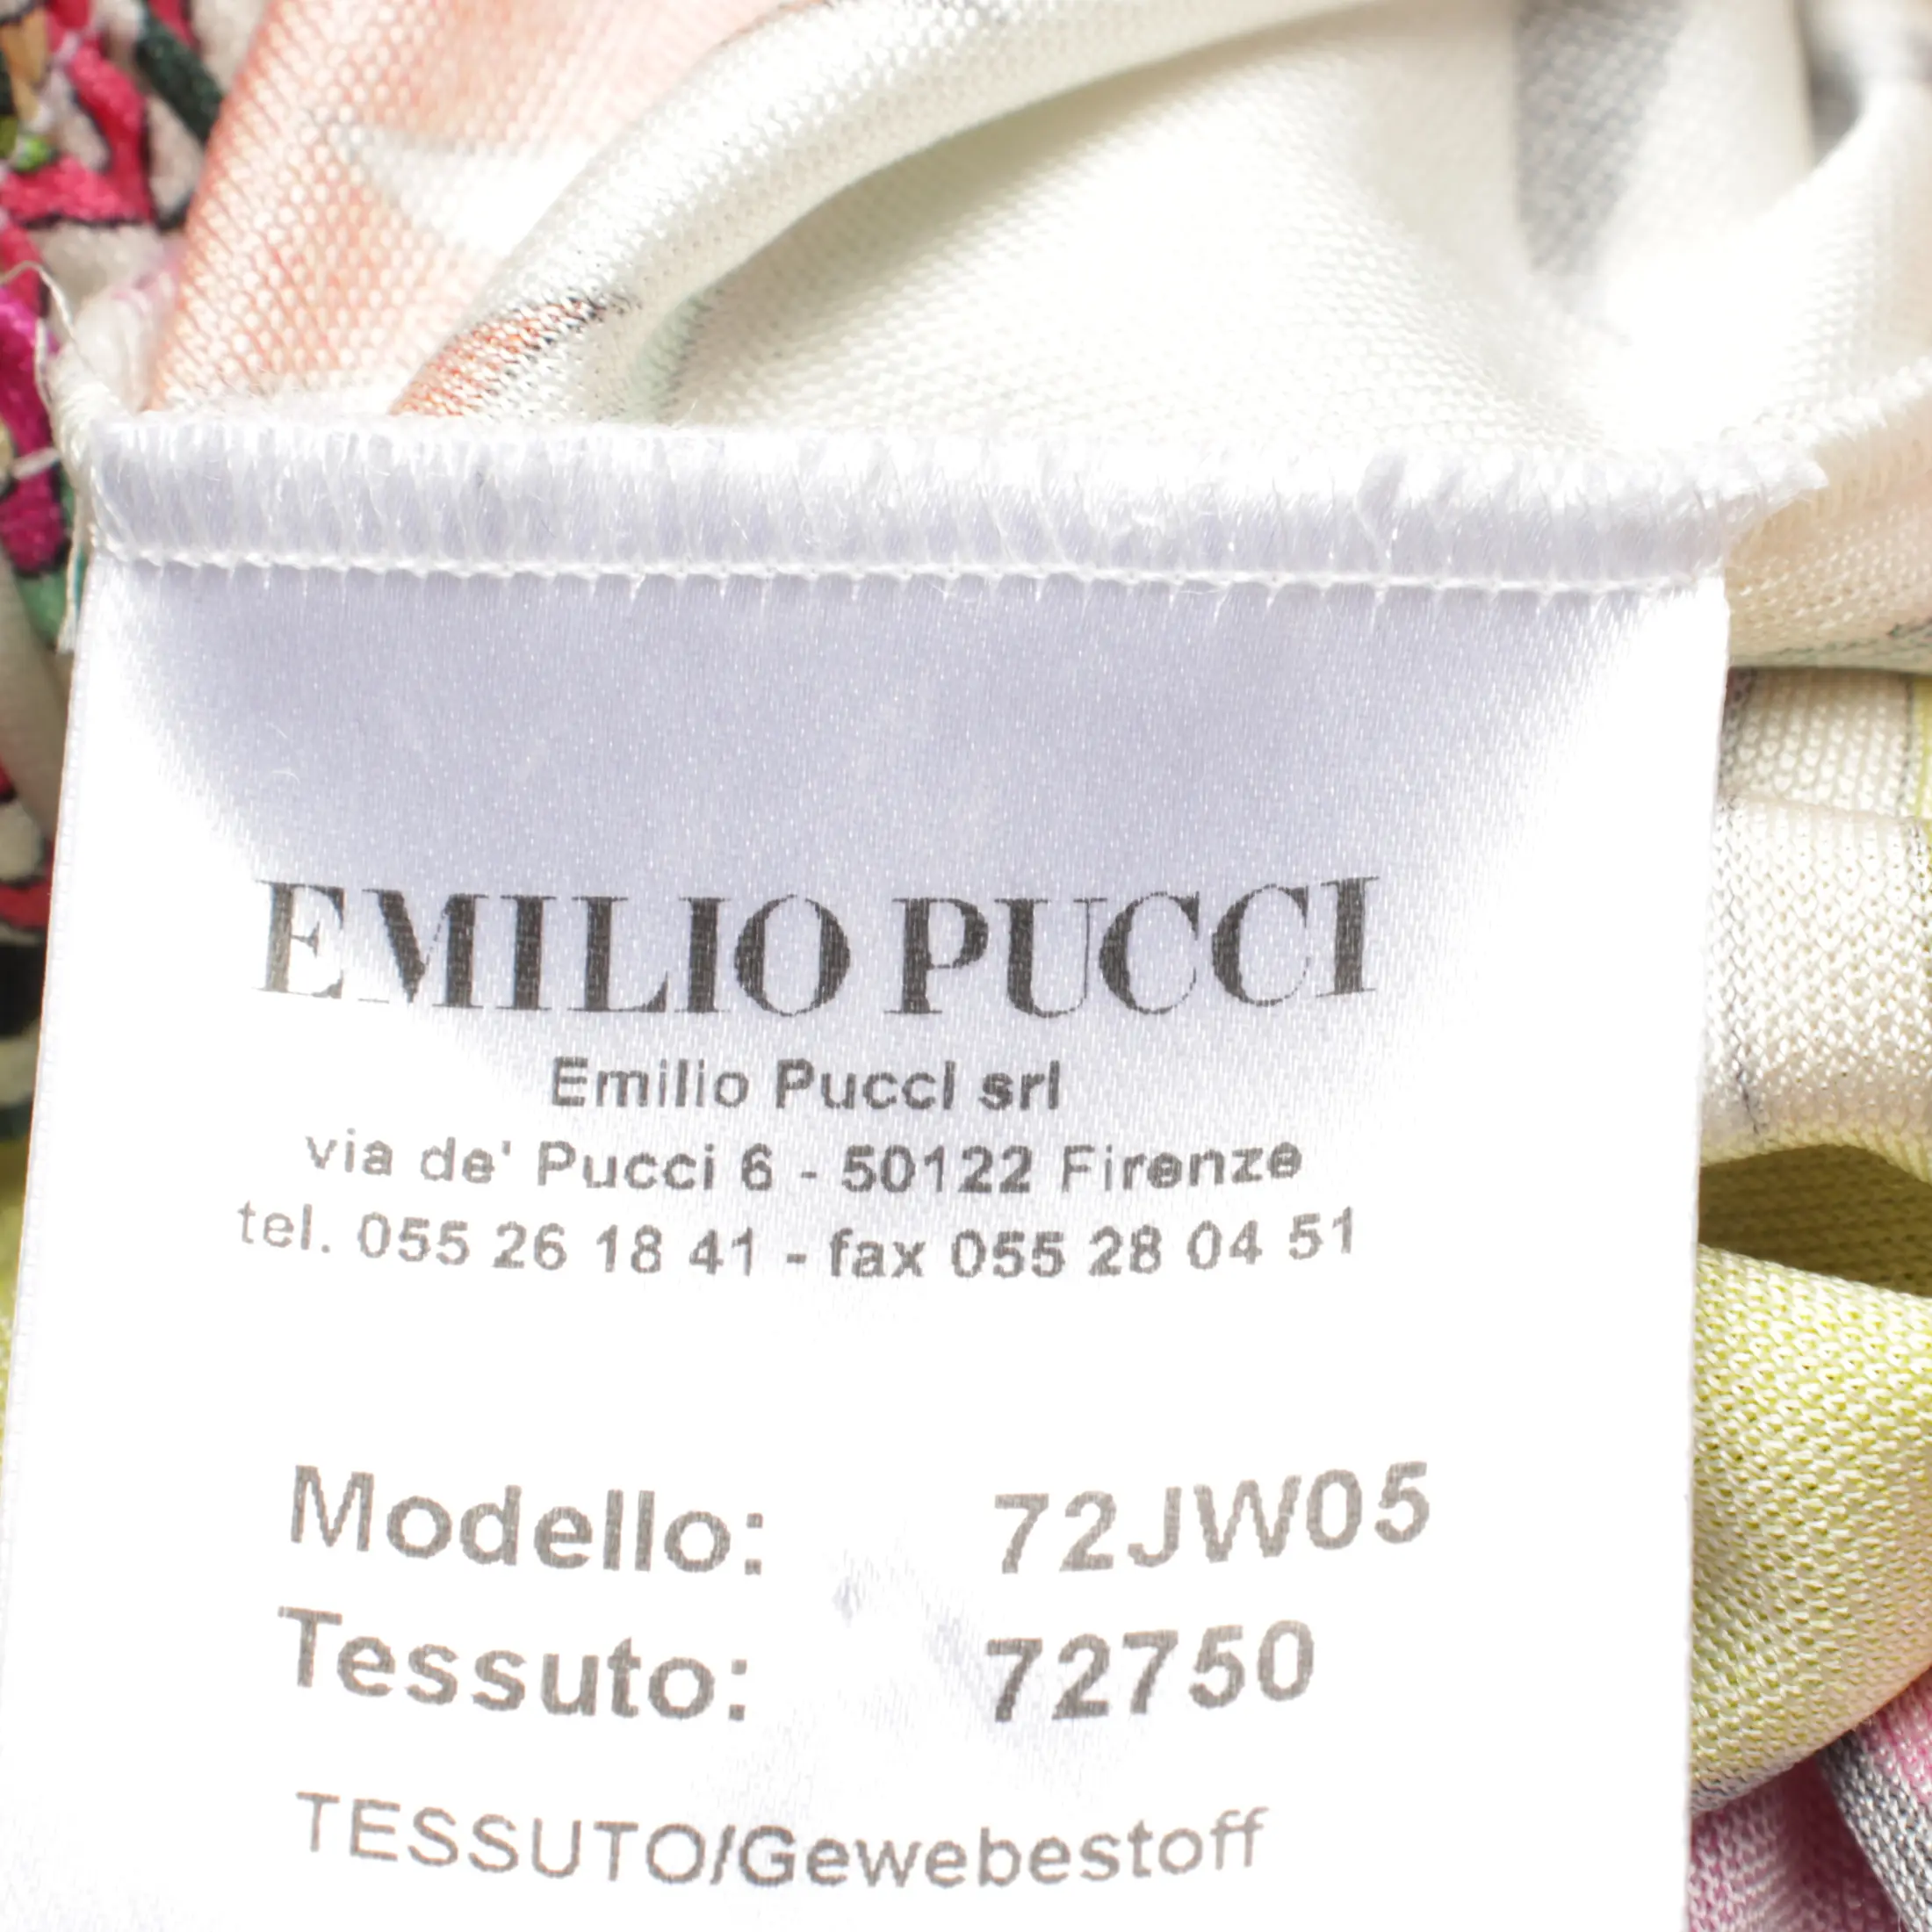 EMILIO PUCCI
Emilio Pucci srl
via de' Pucci 6 - 50122 Firenze
tel. 055 26 18 41 - fax 055 28 04 51
Modello: 72JW05
Tessuto: 72750
TESSUTO/Gewebestoff